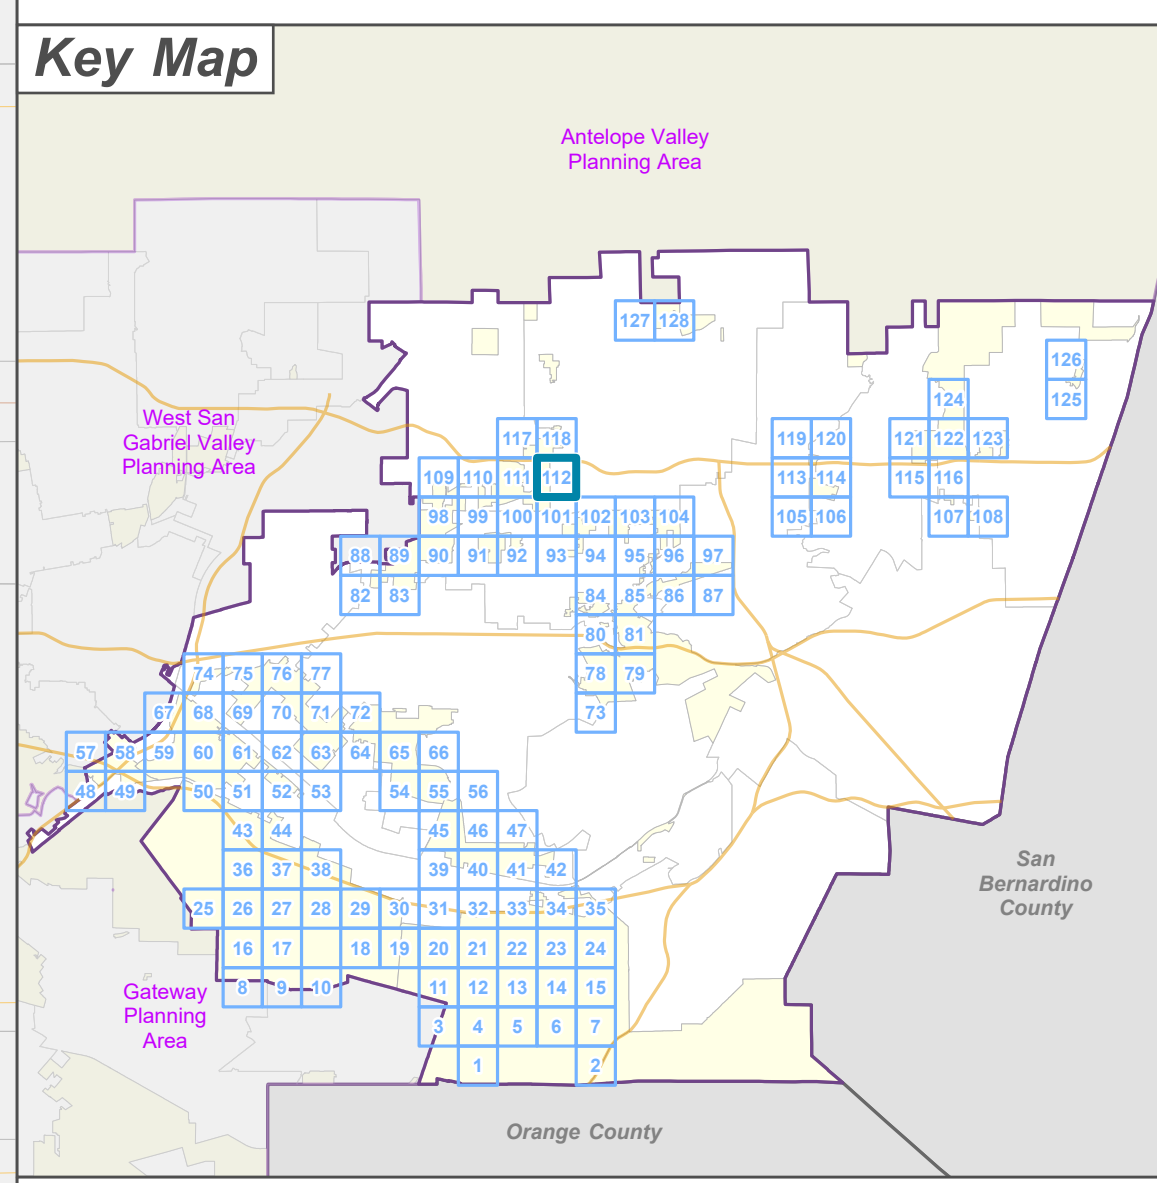 Key Map
Antelope Valley
Planning Area
127 128
126
West San
Gabriel Valley
Planning Area
124 125
117 118 119 120 121 122 123
109 110 111 112 113 114 115 116
98 99 100 101 102 103 104 105 106 107 108
88 89 90 91 92 93 94 95 96 97
82 83 84 85 86 87
80 81
74 75 76 77 78 79
67 68 69 70 71 72 73
57 58 59 60 61 62 63 64 65 66
48 49 50 51 52 53 54 55 56
43 44 45 46 47
36 37 38 39 40 41 42
San
Bernardino
County
25 26 27 28 29 30 31 32 33 34 35
16 17 18 19 20 21 22 23 24
Gateway
Planning
Area
8 9 10 11 12 13 14 15
3 4 5 6 7
1 2
Orange County